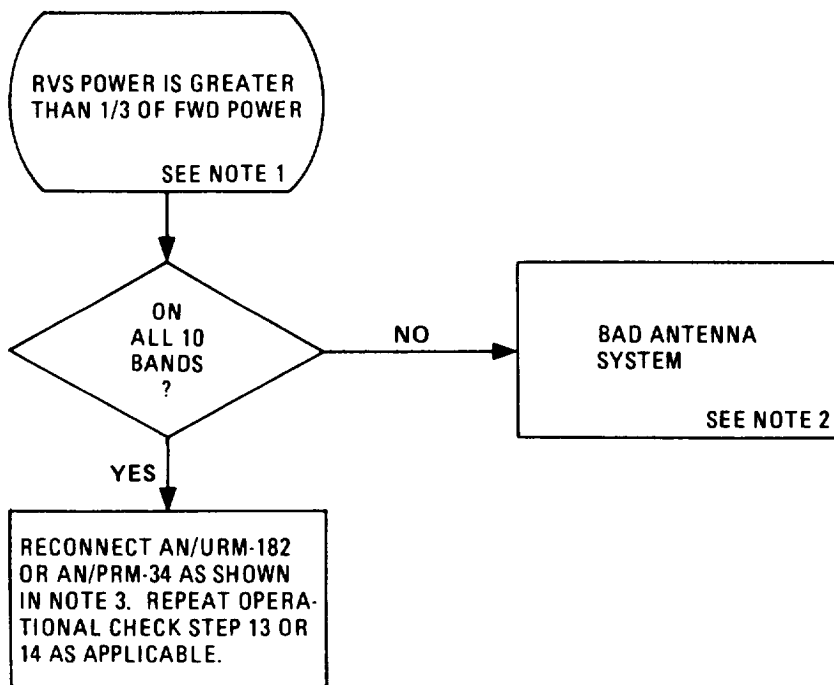 RVS POWER IS GREATER
THAN 1/3 OF FWD POWER
SEE NOTE 1
ON
ALL 10
BANDS
?
NO
BAD ANTENNA
SYSTEM
SEE NOTE 2
YES
RECONNECT AN/URM-182
OR AN/PRM-34 AS SHOWN
IN NOTE 3. REPEAT OPERA-
TIONAL CHECK STEP 13 OR
14 AS APPLICABLE.